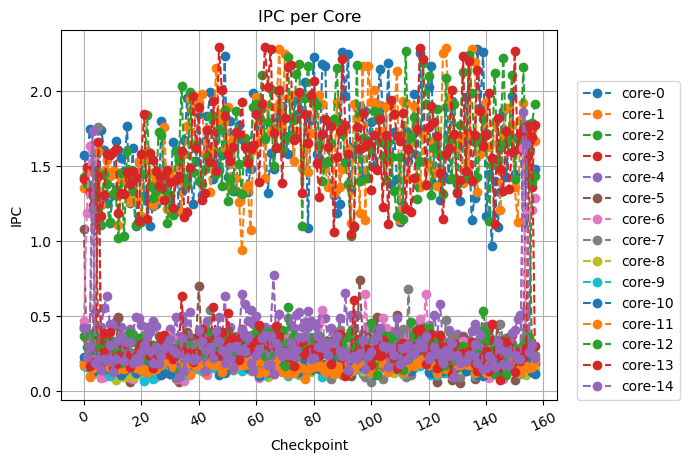 IPC per Core
IPC
2.0
1.5
1.0
0.5
0.0
0
20
40
60
80
100
120
140
160
Checkpoint
core-0
core-1
core-2
core-3
core-4
core-5
core-6
core-7
core-8
core-9
core-10
core-11
core-12
core-13
core-14